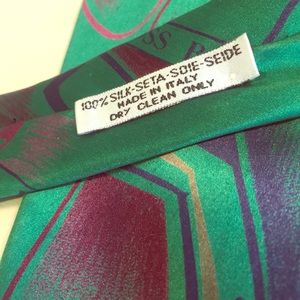 100% SILK-SETA-SOIE-SEIDE
MADE IN ITALY
DRY CLEAN ONLY